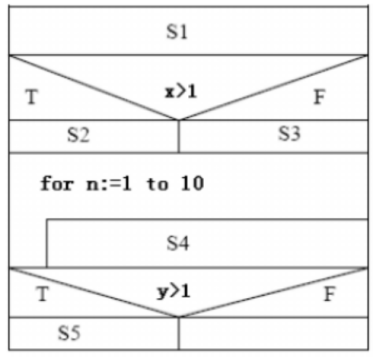 S1
x>1
T F
S2 S3
for n:=1 to 10
S4
T y>1 F
S5